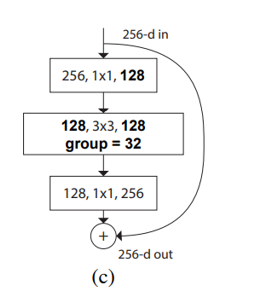 256-d in
256, 1x1, 128
128, 3x3, 128
group = 32
128, 1x1, 256
+
256-d out
(c)